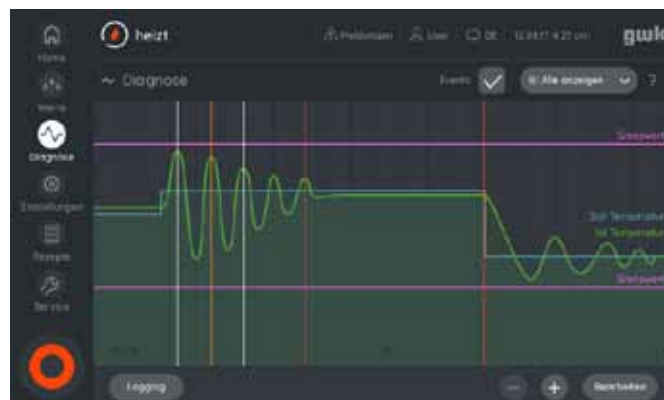 heizt
Meldungen
User
DE
gwk
Home
Werte
Diagnose
Einstellungen
Rezepte
Service
Diagnose
Events
Alle anzeigen
?
Grenzwert
Soll Temperatur
Ist Temperatur
Grenzwert
Logging
Bearbeiten